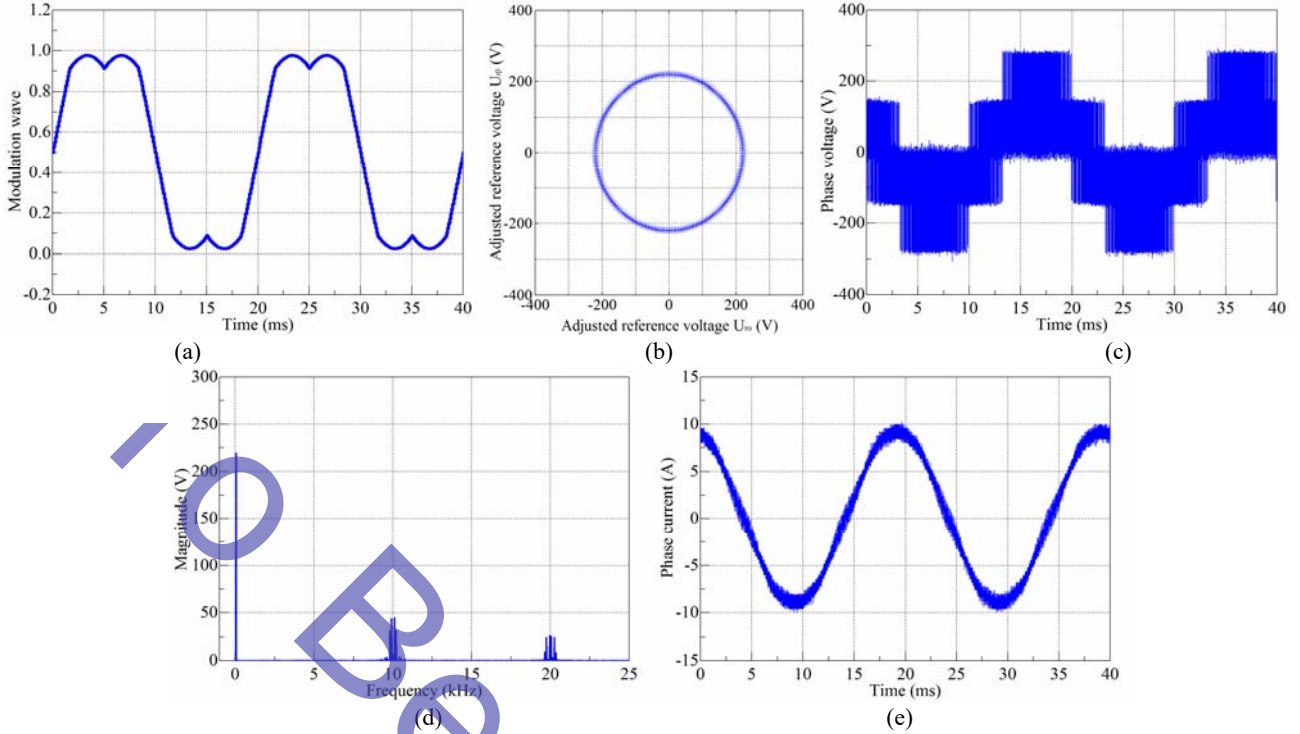 1.2
1.0
0.8
0.6
0.4
0.2
0.0
-0.2
0 5 10 15 20 25 30 35 40
Modulation wave
Time (ms)
(a)
400
200
0
-200
-400
-400 -200 0 200 400
Adjusted reference voltage (V)
Adjusted reference voltage (V)
(b)
400
200
0
-200
-400
0 5 10 15 20 25 30 35 40
Phase voltage (V)
Time (ms)
(c)
300
250
200
150
100
50
0
0 5 10 15 20 25
Magnitude (V)
Frequency (kHz)
(d)
15
10
5
0
-5
-10
-15
0 5 10 15 20 25 30 35 40
Phase current (A)
Time (ms)
(e)